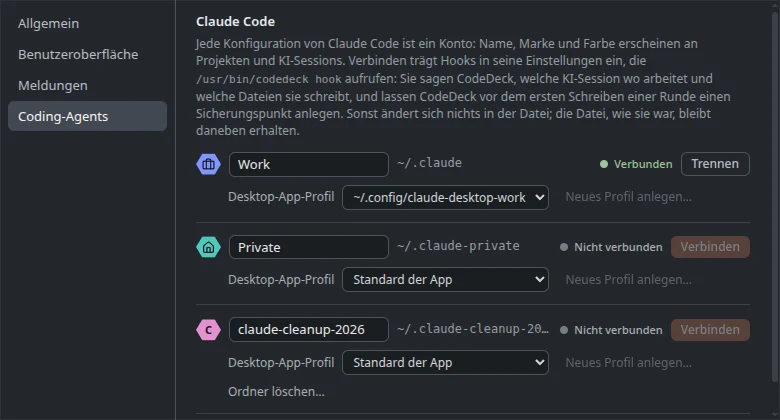 Allgemein
Benutzeroberfläche
Meldungen
Coding-Agents
Claude Code
Jede Konfiguration von Claude Code ist ein Konto: Name, Marke und Farbe erscheinen an
Projekten und KI-Sessions. Verbinden trägt Hooks in seine Einstellungen ein, die
/usr/bin/codedeck hook aufrufen: Sie sagen CodeDeck, welche KI-Session wo arbeitet und
welche Dateien sie schreibt, und lassen CodeDeck vor dem ersten Schreiben einer Runde einen
Sicherungspunkt anlegen. Sonst ändert sich nichts in der Datei; die Datei, wie sie war, bleibt
daneben erhalten.
Work ~/.claude Verbunden Trennen
Desktop-App-Profil ~/.config/claude-desktop-work Neues Profil anlegen...
Private ~/.claude-private Nicht verbunden Verbinden
Desktop-App-Profil Standard der App Neues Profil anlegen...
C claude-cleanup-2026 ~/.claude-cleanup-20… Nicht verbunden Verbinden
Desktop-App-Profil Standard der App Neues Profil anlegen...
Ordner löschen...